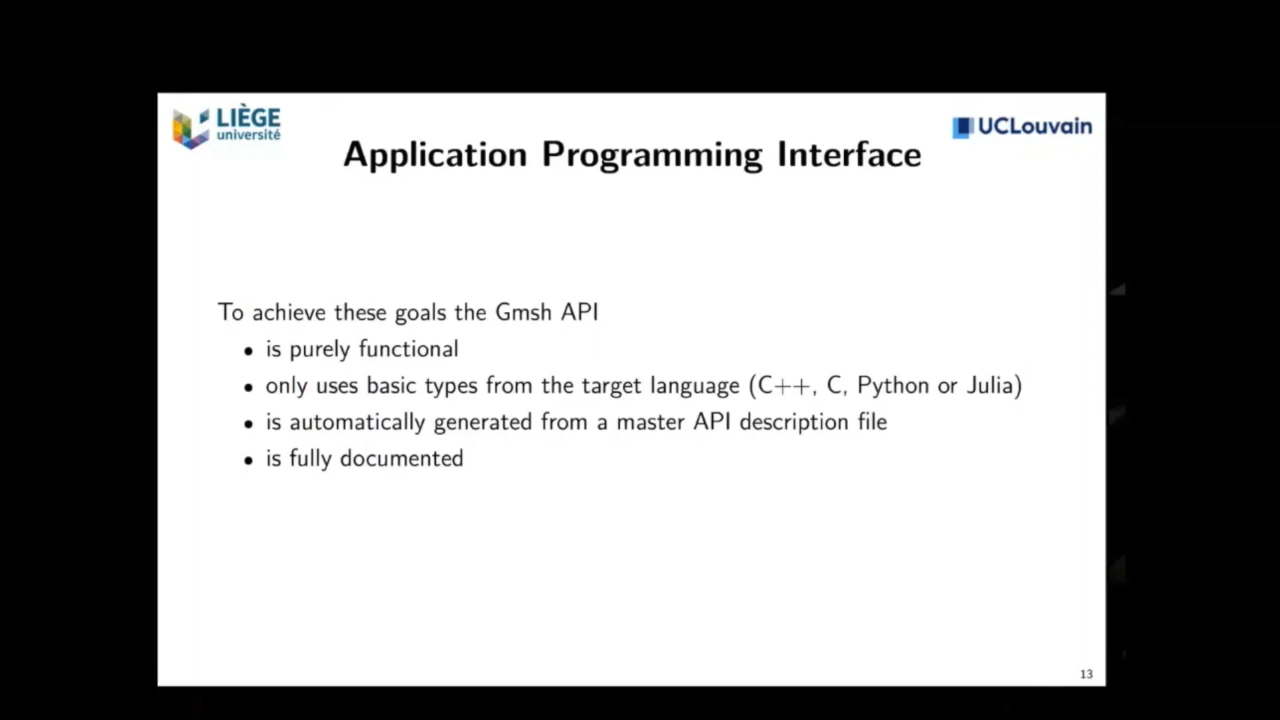 LIÈGE
université
UCLouvain
Application Programming Interface
To achieve these goals the Gmsh API
• is purely functional
• only uses basic types from the target language (C++, C, Python or Julia)
• is automatically generated from a master API description file
• is fully documented
13